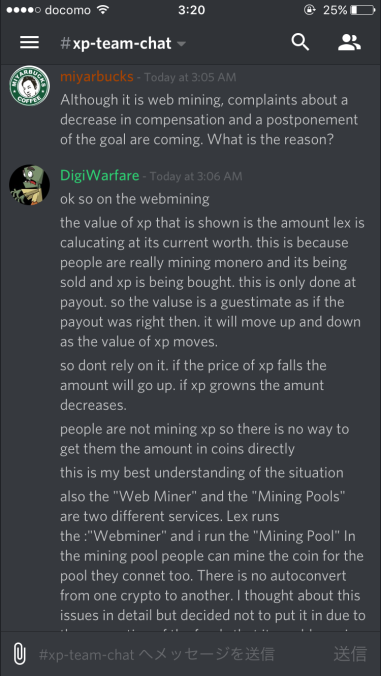 docomo 3:20 25%
#xp-team-chat
miyarbucks - Today at 3:05 AM
Although it is web mining, complaints about a
decrease in compensation and a postponement
of the goal are coming. What is the reason?
DigiWarfare - Today at 3:06 AM
ok so on the webmining
the value of xp that is shown is the amount lex is
calucating at its current worth. this is because
people are really mining monero and its being
sold and xp is being bought. this is only done at
payout. so the valuse is a guestimate as if the
payout was right then. it will move up and down
as the value of xp moves.
so dont rely on it. if the price of xp falls the
amount will go up. if xp growns the amunt
decreases.
people are not mining xp so there is no way to
get them the amount in coins directly
this is my best understanding of the situation
also the "Web Miner" and the "Mining Pools"
are two different services. Lex runs
the :"Webminer" and i run the "Mining Pool" In
the mining pool people can mine the coin for the
pool they connet too. There is no autoconvert
from one crypto to another. I thought about this
issues in detail but decided not to put it in due to
#xp-team-chat へメッセージを送信 送信